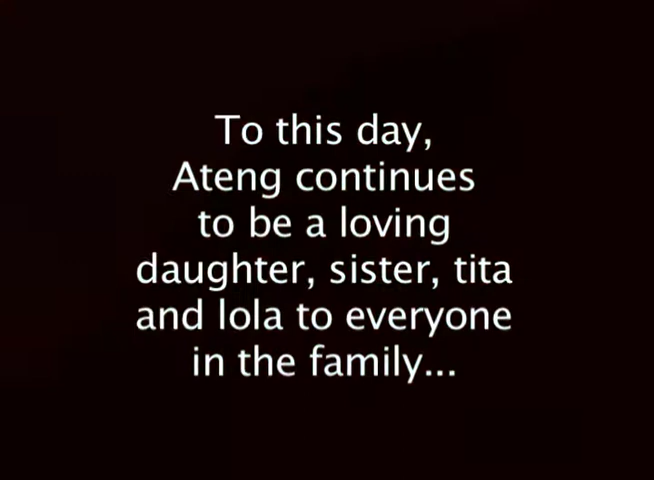 To this day,
Ateng continues
to be a loving
daughter, sister, tita
and lola to everyone
in the family...